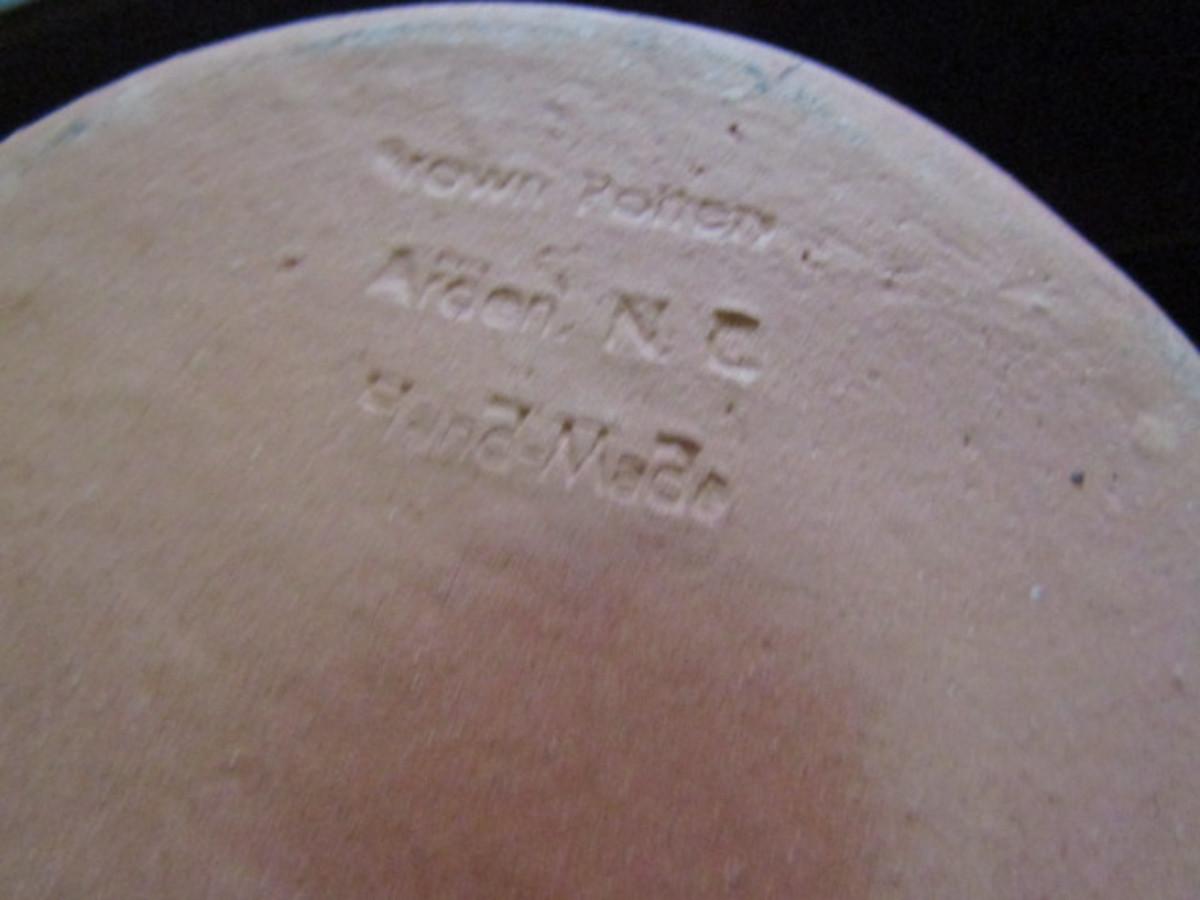 Brown Pottery
Arden, N. C.
Hand-Made